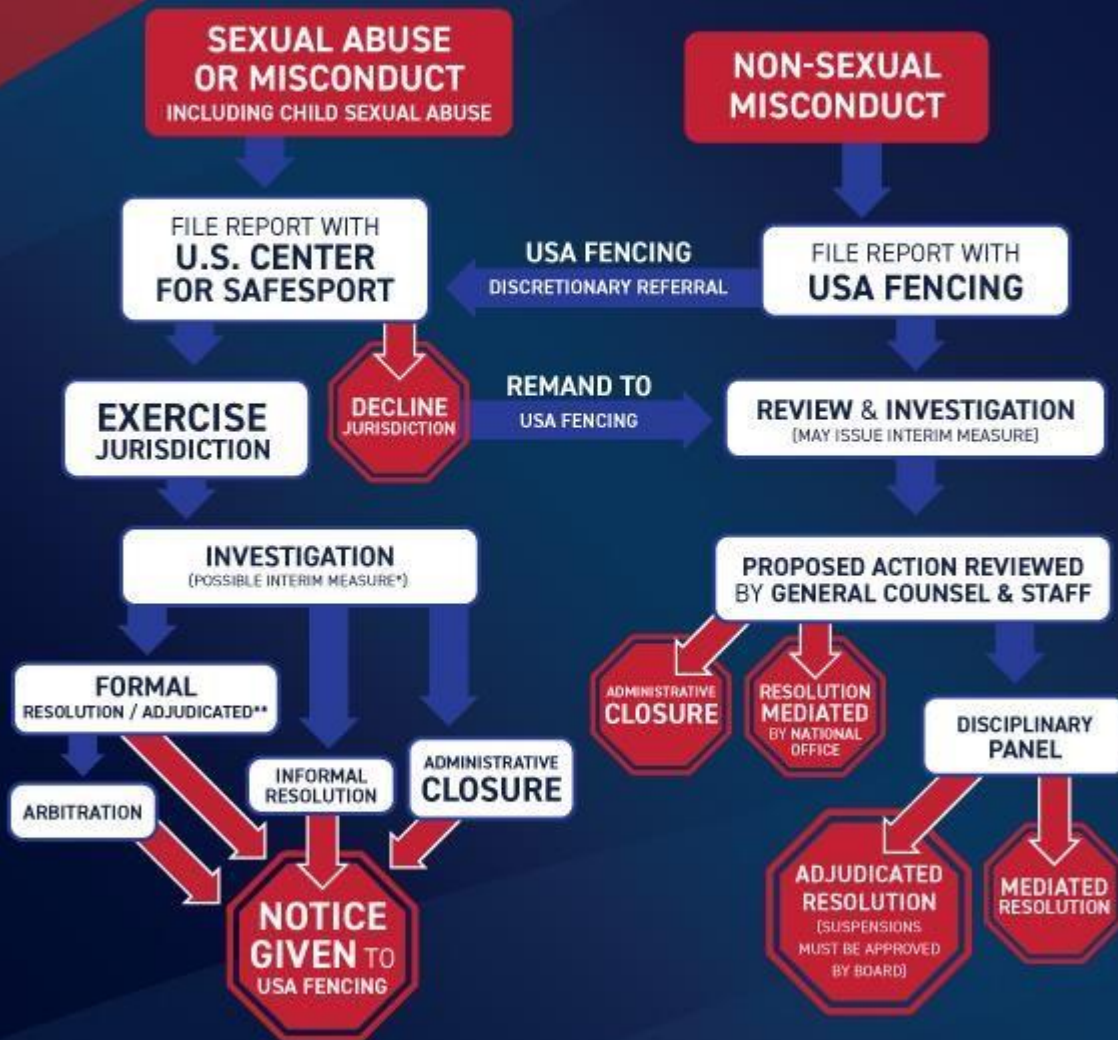 SEXUAL ABUSE
OR MISCONDUCT
INCLUDING CHILD SEXUAL ABUSE
NON-SEXUAL
MISCONDUCT
FILE REPORT WITH
U.S. CENTER
FOR SAFESPORT
USA FENCING
DISCRETIONARY REFERRAL
FILE REPORT WITH
USA FENCING
EXERCISE
JURISDICTION
DECLINE
JURISDICTION
REMAND TO
USA FENCING
REVIEW & INVESTIGATION
(MAY ISSUE INTERIM MEASURE)
INVESTIGATION
(POSSIBLE INTERIM MEASURE*)
PROPOSED ACTION REVIEWED
BY GENERAL COUNSEL & STAFF
FORMAL
RESOLUTION / ADJUDICATED**
ARBITRATION
INFORMAL
RESOLUTION
ADMINISTRATIVE
CLOSURE
NOTICE
GIVEN TO
USA FENCING
ADMINISTRATIVE
CLOSURE
RESOLUTION
MEDIATED
BY NATIONAL
OFFICE
DISCIPLINARY
PANEL
ADJUDICATED
RESOLUTION
(SUSPENSIONS
MUST BE APPROVED
BY BOARD)
MEDIATED
RESOLUTION